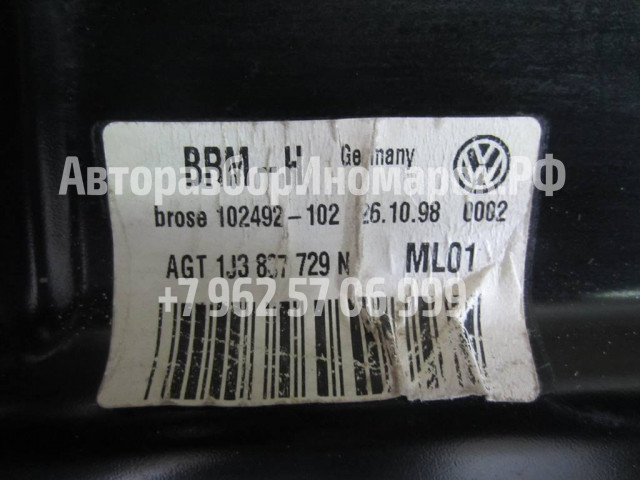 BBM-H Germany
АвторазборИномарок.РФ
brose 102492-102 26.10.98 0002
AGT 1J3 837 729 N ML01
+7 962 57 06 999